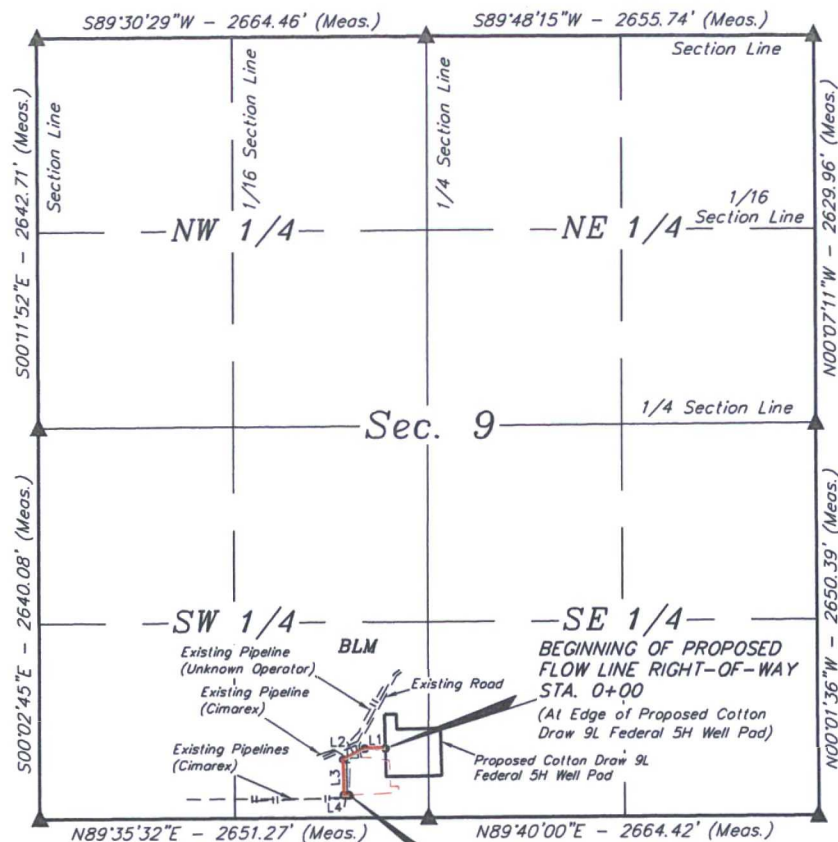 S89°30'29"W - 2664.46' (Meas.)
S89°48'15"W - 2655.74' (Meas.)
Section Line
Section Line
1/16 Section Line
1/4 Section Line
S00°11'52"E - 2642.71' (Meas.)
N00°07'11"W - 2629.96' (Meas.)
1/16
Section Line
NW 1/4
NE 1/4
1/4 Section Line
Sec. 9
S00°02'45"E - 2640.08' (Meas.)
N00°01'36"W - 2650.39' (Meas.)
SW 1/4
SE 1/4
BLM
Existing Pipeline
(Unknown Operator)
Existing Road
Existing Pipeline
(Cimarex)
Existing Pipelines
(Cimarex)
L2
L1
L3
L4
BEGINNING OF PROPOSED
FLOW LINE RIGHT-OF-WAY
STA. 0+00
(At Edge of Proposed Cotton
Draw 9L Federal 5H Well Pad)
Proposed Cotton Draw 9L
Federal 5H Well Pad
N89°35'32"E - 2651.27' (Meas.)
N89°40'00"E - 2664.42' (Meas.)